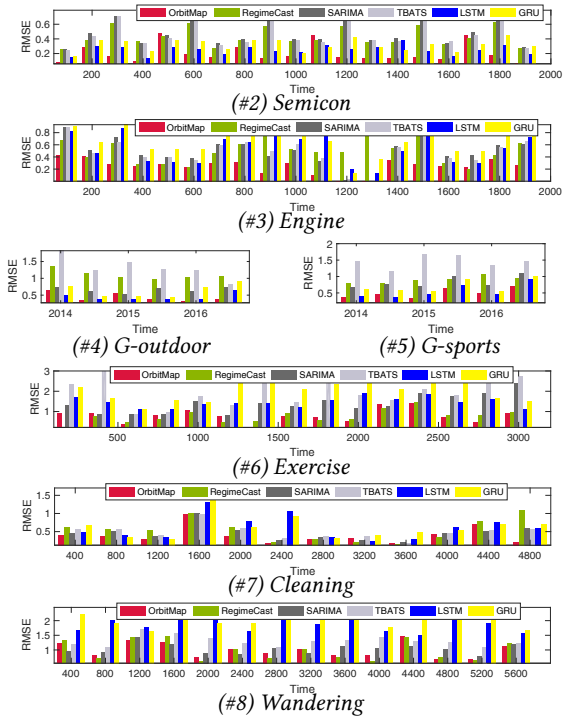 OrbitMap RegimeCast SARIMA TBATS LSTM GRU
RMSE
0.6
0.4
0.2
200 400 600 800 1000 1200 1400 1600 1800 2000
Time
(#2) Semicon
OrbitMap RegimeCast SARIMA TBATS LSTM GRU
RMSE
0.8
0.6
0.4
0.2
200 400 600 800 1000 1200 1400 1600 1800 2000
Time
(#3) Engine
RMSE
1.5
1
0.5
2014 2015 2016
Time
(#4) G-outdoor
RMSE
2
1.5
1
0.5
2014 2015 2016
Time
(#5) G-sports
OrbitMap RegimeCast SARIMA TBATS LSTM GRU
RMSE
3
2
1
500 1000 1500 2000 2500 3000
Time
(#6) Exercise
OrbitMap RegimeCast SARIMA TBATS LSTM GRU
RMSE
1.5
1
0.5
400 800 1200 1600 2000 2400 2800 3200 3600 4000 4400 4800
Time
(#7) Cleaning
OrbitMap RegimeCast SARIMA TBATS LSTM GRU
RMSE
2
1.5
1
400 800 1200 1600 2000 2400 2800 3200 3600 4000 4400 4800 5200 5600
Time
(#8) Wandering